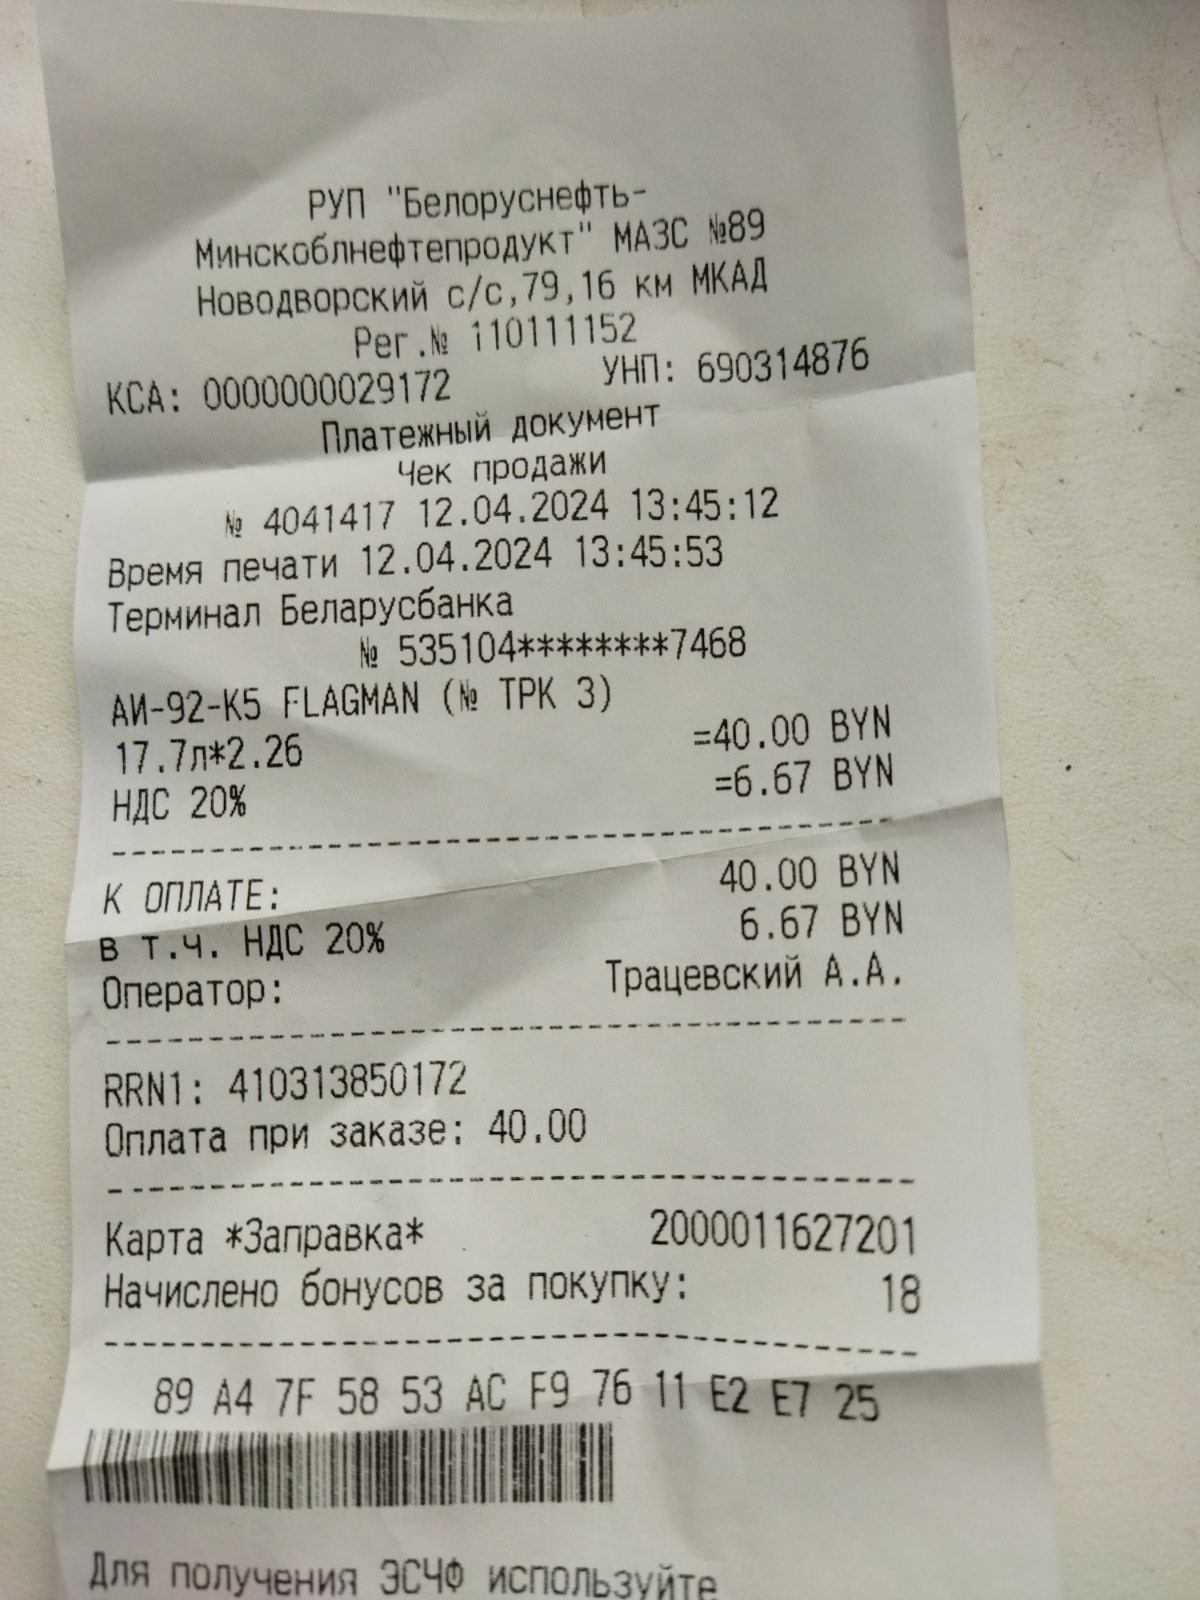 РУП "Белоруснефть-
Минскоблнефтепродукт" МАЗС №89
Новодворский с/с,79,16 км МКАД
Рег.№ 110111152
КСА: 0000000029172 УНП: 690314876
Платежный документ
Чек продажи
№ 4041417 12.04.2024 13:45:12
Время печати 12.04.2024 13:45:53
Терминал Беларусбанка
№ 535104********7468
АИ-92-К5 FLAGMAN (№ ТРК 3)
17.7л*2.26 =40.00 BYN
НДС 20% =6.67 BYN
К ОПЛАТЕ: 40.00 BYN
в т.ч. НДС 20% 6.67 BYN
Оператор: Трацевский А.А.
RRN1: 410313850172
Оплата при заказе: 40.00
Карта *Заправка* 2000011627201
Начислено бонусов за покупку: 18
89 A4 7F 58 53 AC F9 76 11 E2 E7 25
Для получения ЭСЧФ используйте